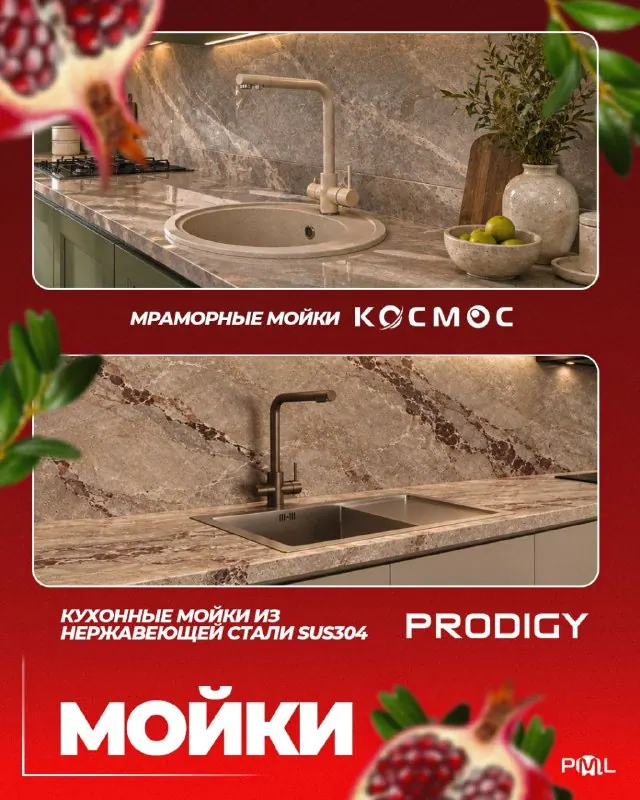 МРАМОРНЫЕ МОЙКИ КОСМОС
КУХОННЫЕ МОЙКИ ИЗ
НЕРЖАВЕЮЩЕЙ СТАЛИ SUS304
PRODIGY
МОЙКИ
PML